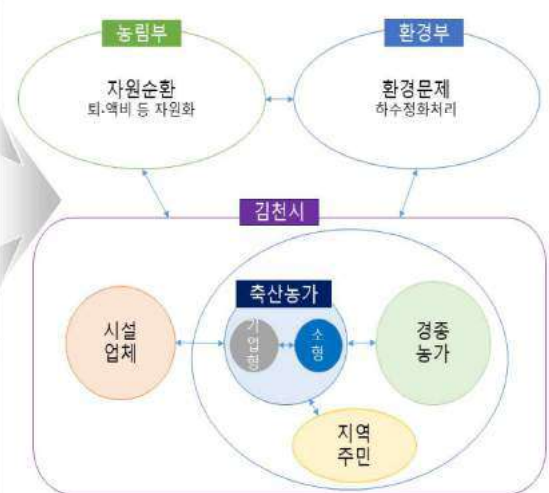 농림부
환경부
자원순환
퇴·액비 등 자원화
환경문제
하수정화처리
김천시
축산농가
시설
업체
기
업
형
소
형
경종
농가
지역
주민